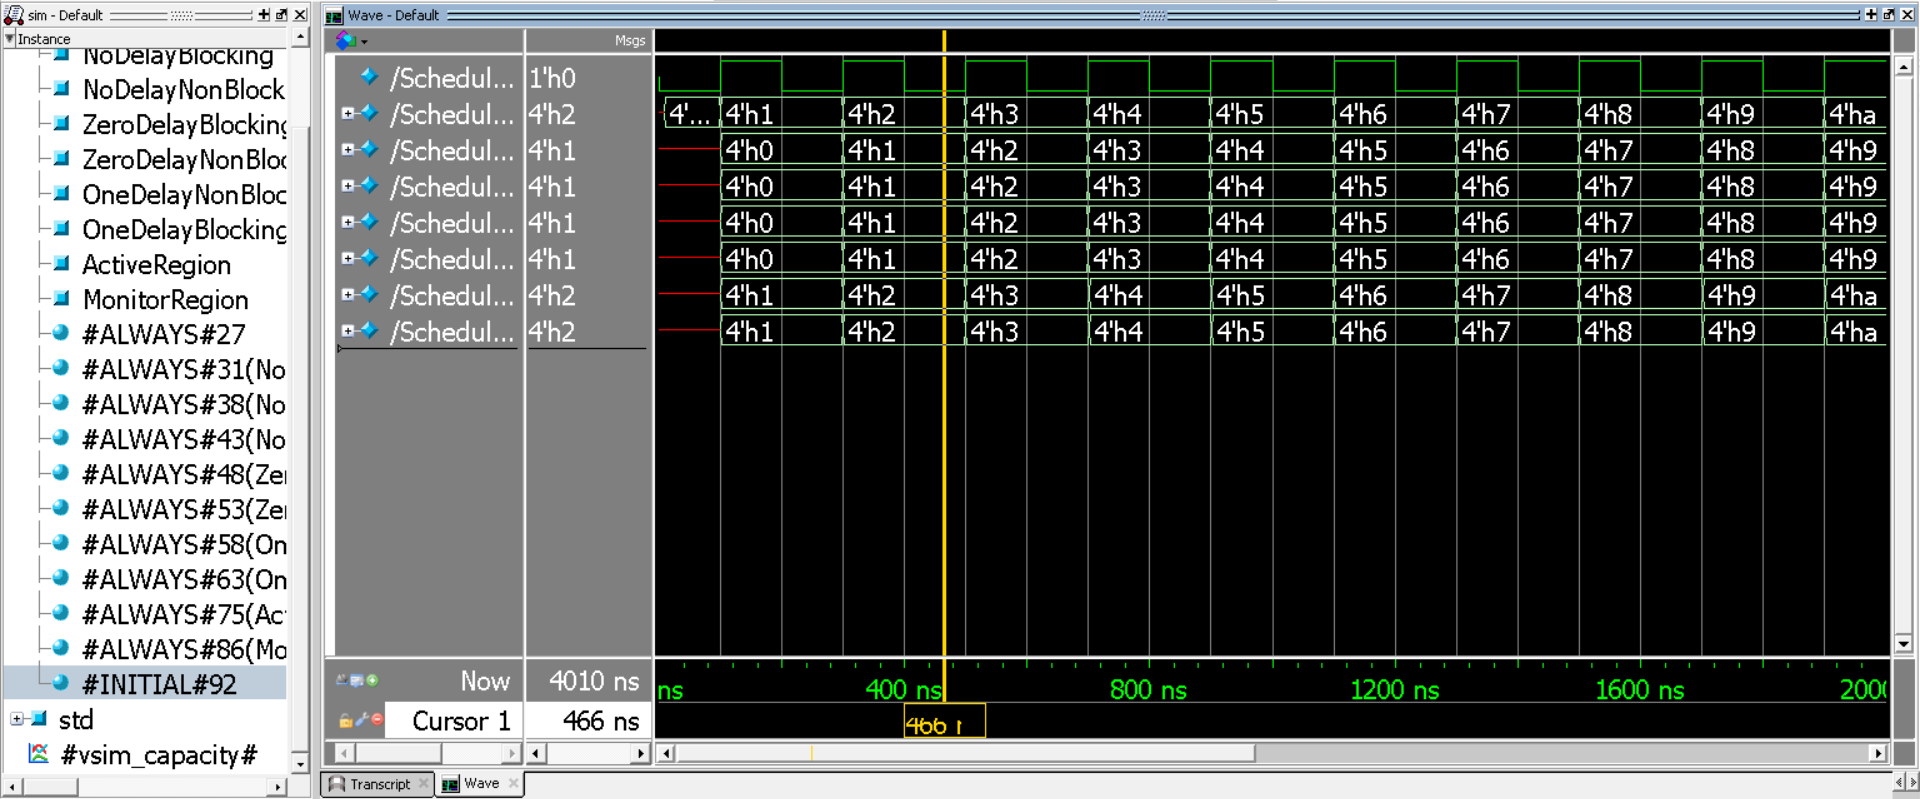 sim - Default
Instance
NoDelayBlocking
NoDelayNonBlock
ZeroDelayBlocking
ZeroDelayNonBloc
OneDelayNonBloc
OneDelayBlocking
ActiveRegion
MonitorRegion
#ALWAYS#27
#ALWAYS#31(No
#ALWAYS#38(No
#ALWAYS#43(No
#ALWAYS#48(Ze
#ALWAYS#53(Ze
#ALWAYS#58(On
#ALWAYS#63(On
#ALWAYS#75(Ac
#ALWAYS#86(Mo
#INITIAL#92
std
#vsim_capacity#
Wave - Default
Msgs
/Schedul... 1'h0
/Schedul... 4'h2 4'... 4'h1 4'h2 4'h3 4'h4 4'h5 4'h6 4'h7 4'h8 4'h9 4'ha
/Schedul... 4'h1 4'h0 4'h1 4'h2 4'h3 4'h4 4'h5 4'h6 4'h7 4'h8 4'h9
/Schedul... 4'h1 4'h0 4'h1 4'h2 4'h3 4'h4 4'h5 4'h6 4'h7 4'h8 4'h9
/Schedul... 4'h1 4'h0 4'h1 4'h2 4'h3 4'h4 4'h5 4'h6 4'h7 4'h8 4'h9
/Schedul... 4'h1 4'h0 4'h1 4'h2 4'h3 4'h4 4'h5 4'h6 4'h7 4'h8 4'h9
/Schedul... 4'h2 4'h1 4'h2 4'h3 4'h4 4'h5 4'h6 4'h7 4'h8 4'h9 4'ha
/Schedul... 4'h2 4'h1 4'h2 4'h3 4'h4 4'h5 4'h6 4'h7 4'h8 4'h9 4'ha
Now 4010 ns ns 400 ns 800 ns 1200 ns 1600 ns 2000
Cursor 1 466 ns 466
Transcript Wave